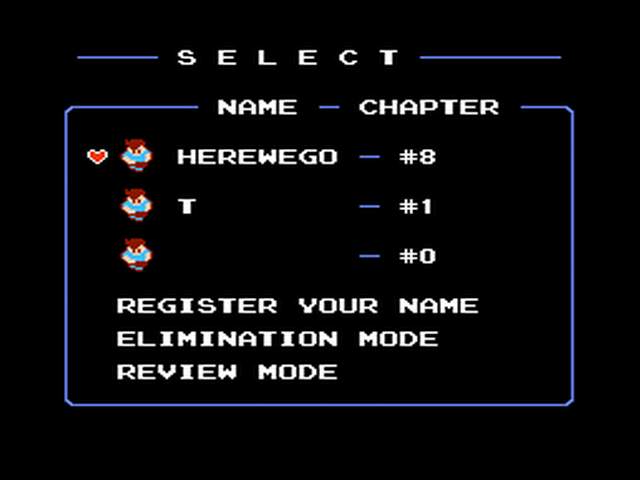 SELECT
NAME - CHAPTER
HEREWEGO - #8
T - #1
- #0
REGISTER YOUR NAME
ELIMINATION MODE
REVIEW MODE